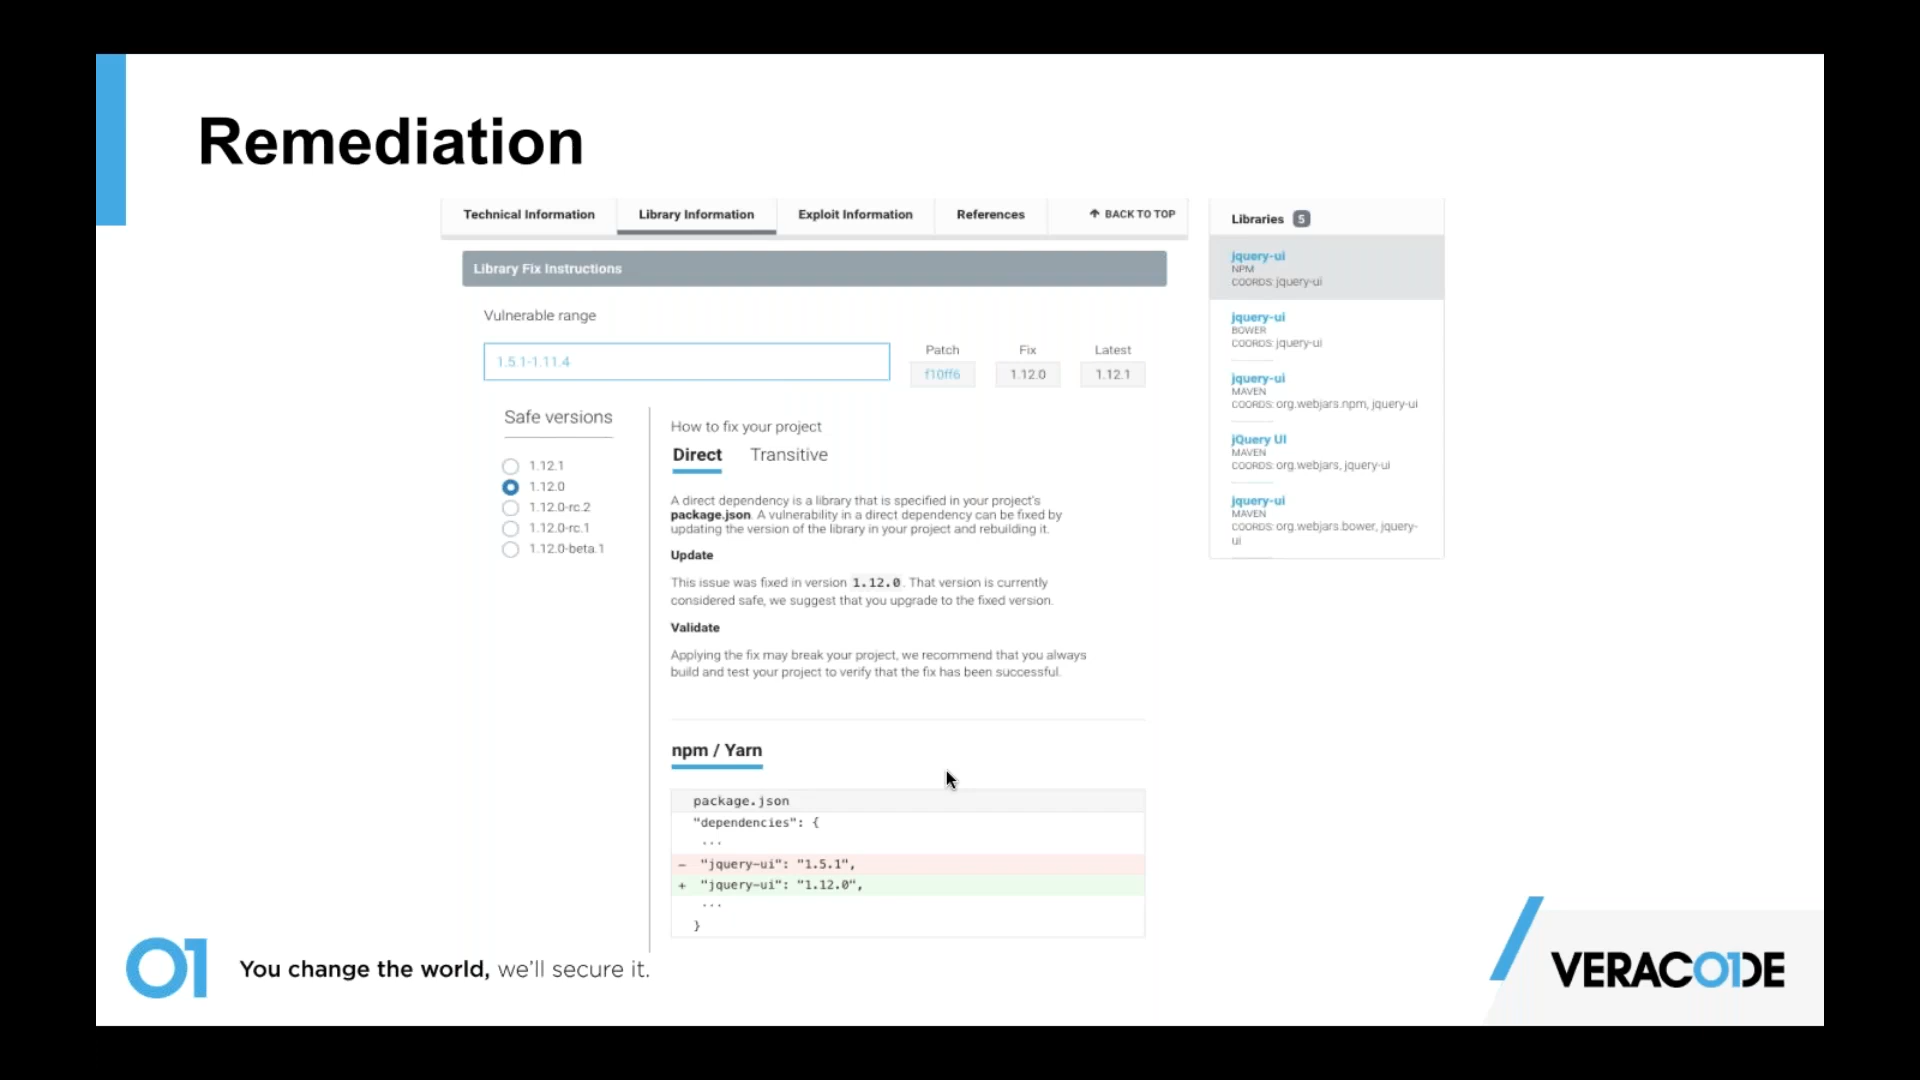 Remediation
Technical Information
Library Information
Exploit Information
References
BACK TO TOP
Library Fix Instructions
Vulnerable range
1.5.1-1.11.4
Patch
f10ff6
Fix
1.12.0
Latest
1.12.1
Safe versions
1.12.1
1.12.0
1.12.0-rc.2
1.12.0-rc.1
1.12.0-beta.1
How to fix your project
Direct
Transitive
A direct dependency is a library that is specified in your project's
package.json. A vulnerability in a direct dependency can be fixed by
updating the version of the library in your project and rebuilding it.
Update
This issue was fixed in version 1.12.0. That version is currently
considered safe, we suggest that you upgrade to the fixed version.
Validate
Applying the fix may break your project, we recommend that you always
build and test your project to verify that the fix has been successful.
npm / Yarn
package.json
"dependencies": {
...
- "jquery-ui": "1.5.1",
+ "jquery-ui": "1.12.0",
...
}
Libraries 5
jquery-ui
NPM
COORDS: jquery-ui
jquery-ui
BOWER
COORDS: jquery-ui
jquery-ui
MAVEN
COORDS: org.webjars.npm, jquery-ui
jQuery UI
MAVEN
COORDS: org.webjars, jquery-ui
jquery-ui
MAVEN
COORDS: org.webjars.bower, jquery-
ui
01
You change the world, we'll secure it.
VERACODE